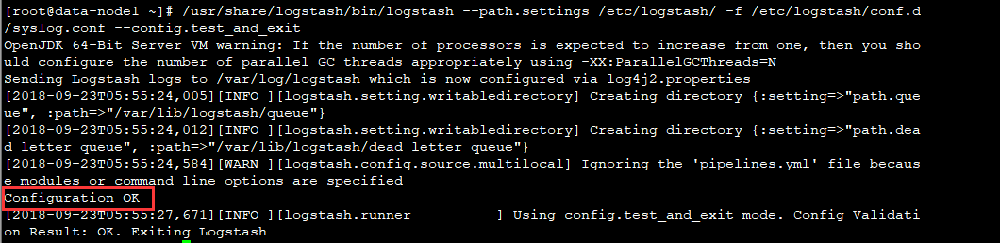 [root@data-node1 ~]# /usr/share/logstash/bin/logstash --path.settings /etc/logstash/ -f /etc/logstash/conf.d
/syslog.conf --config.test_and_exit
OpenJDK 64-Bit Server VM warning: If the number of processors is expected to increase from one, then you sho
uld configure the number of parallel GC threads appropriately using -XX:ParallelGCThreads=N
Sending Logstash logs to /var/log/logstash which is now configured via log4j2.properties
[2018-09-23T05:55:24,005][INFO ][logstash.setting.writabledirectory] Creating directory {:setting=>"path.que
ue", :path=>"/var/lib/logstash/queue"}
[2018-09-23T05:55:24,012][INFO ][logstash.setting.writabledirectory] Creating directory {:setting=>"path.dea
d_letter_queue", :path=>"/var/lib/logstash/dead_letter_queue"}
[2018-09-23T05:55:24,584][WARN ][logstash.config.source.multilocal] Ignoring the 'pipelines.yml' file becaus
e modules or command line options are specified
Configuration OK
[2018-09-23T05:55:27,671][INFO ][logstash.runner          ] Using config.test_and_exit mode. Config Validati
on Result: OK. Exiting Logstash